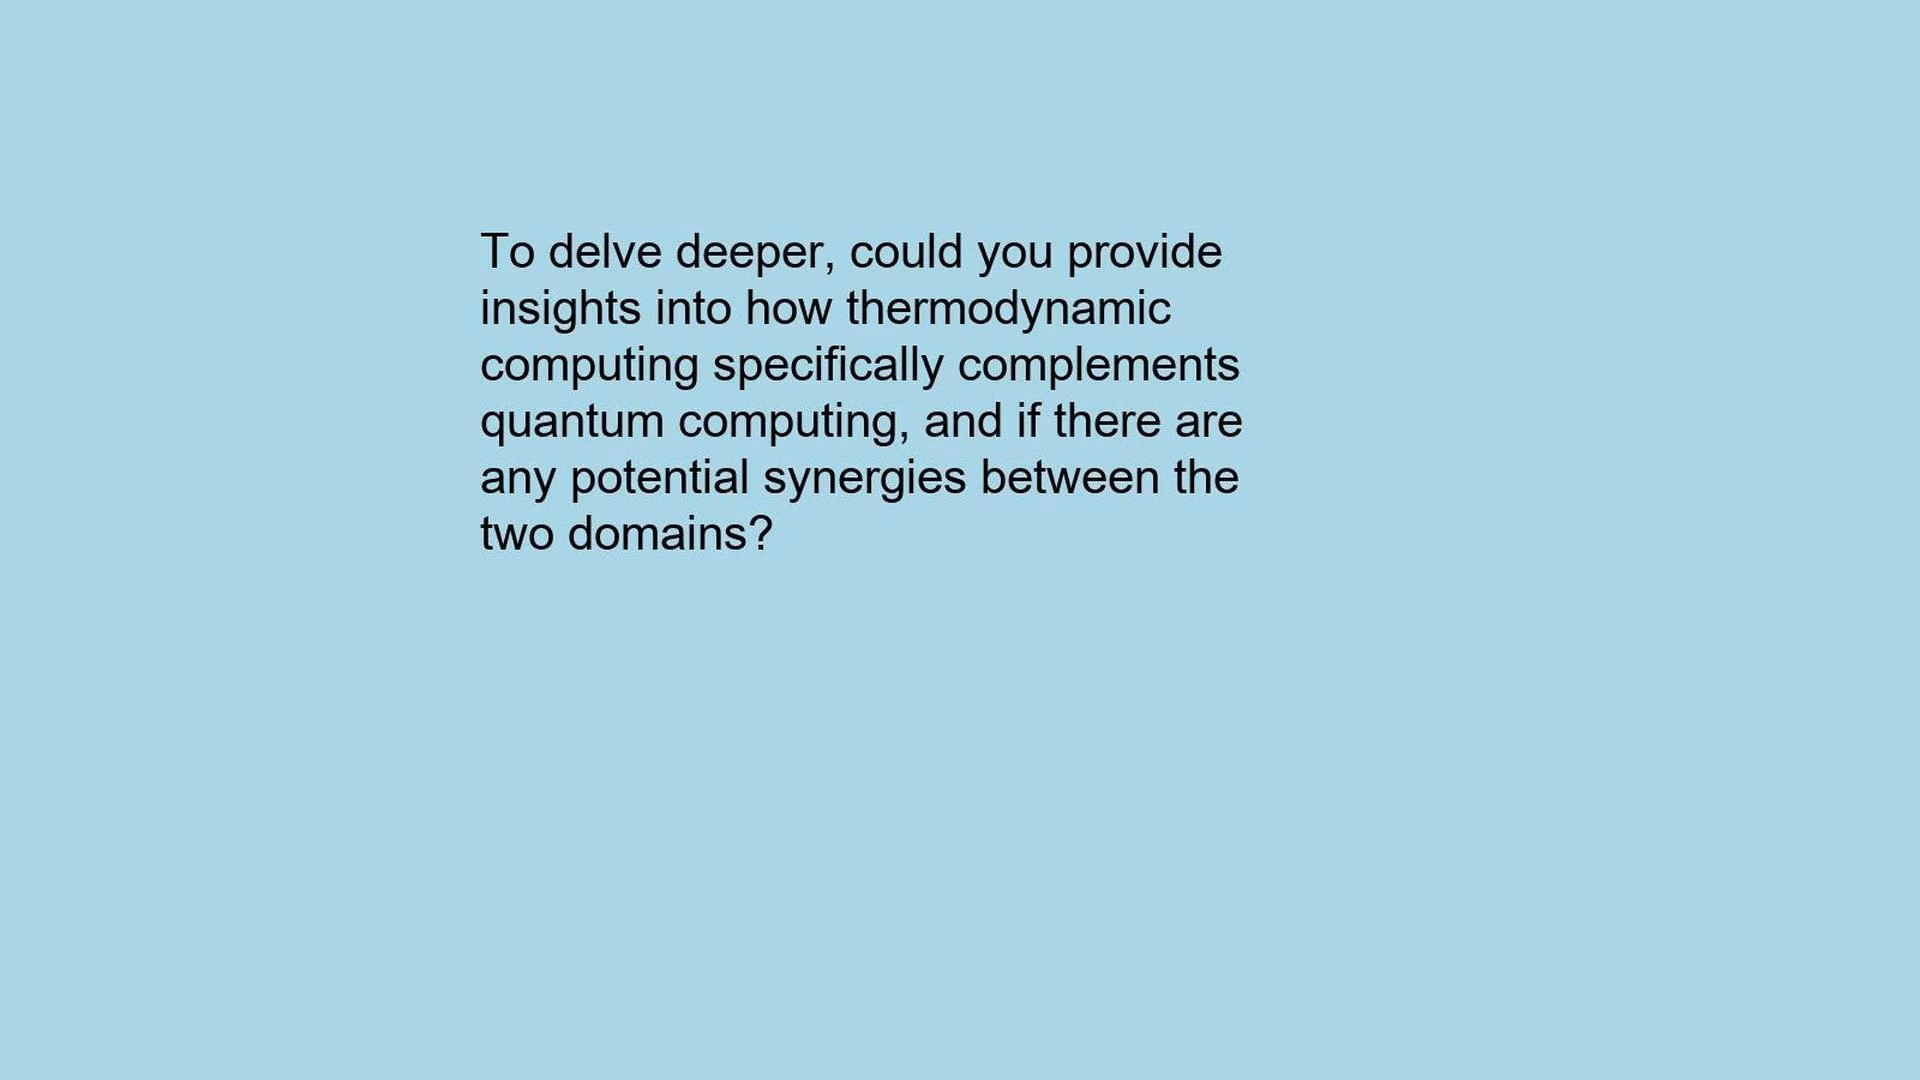 To delve deeper, could you provide
insights into how thermodynamic
computing specifically complements
quantum computing, and if there are
any potential synergies between the
two domains?